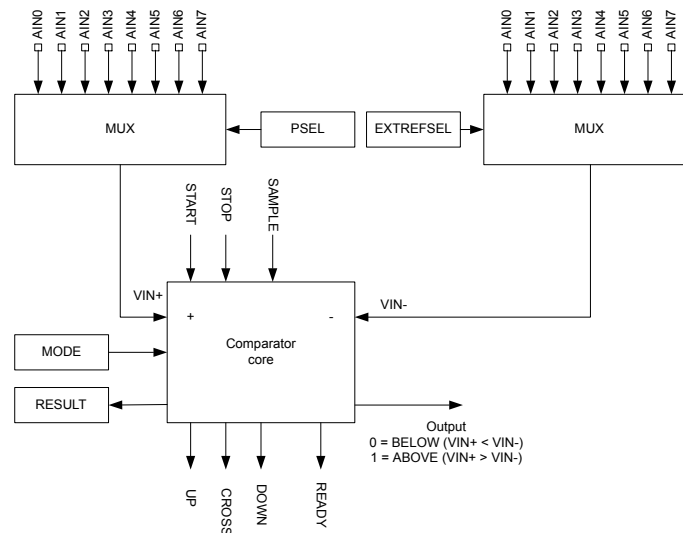 AIN0
AIN1
AIN2
AIN3
AIN4
AIN5
AIN6
AIN7
AIN0
AIN1
AIN2
AIN3
AIN4
AIN5
AIN6
AIN7
MUX
PSEL
EXTREFSEL
MUX
START
STOP
SAMPLE
VIN+
VIN-
+
-
Comparator
core
MODE
RESULT
Output
0 = BELOW (VIN+ < VIN-)
1 = ABOVE (VIN+ > VIN-)
UP
CROSS
DOWN
READY